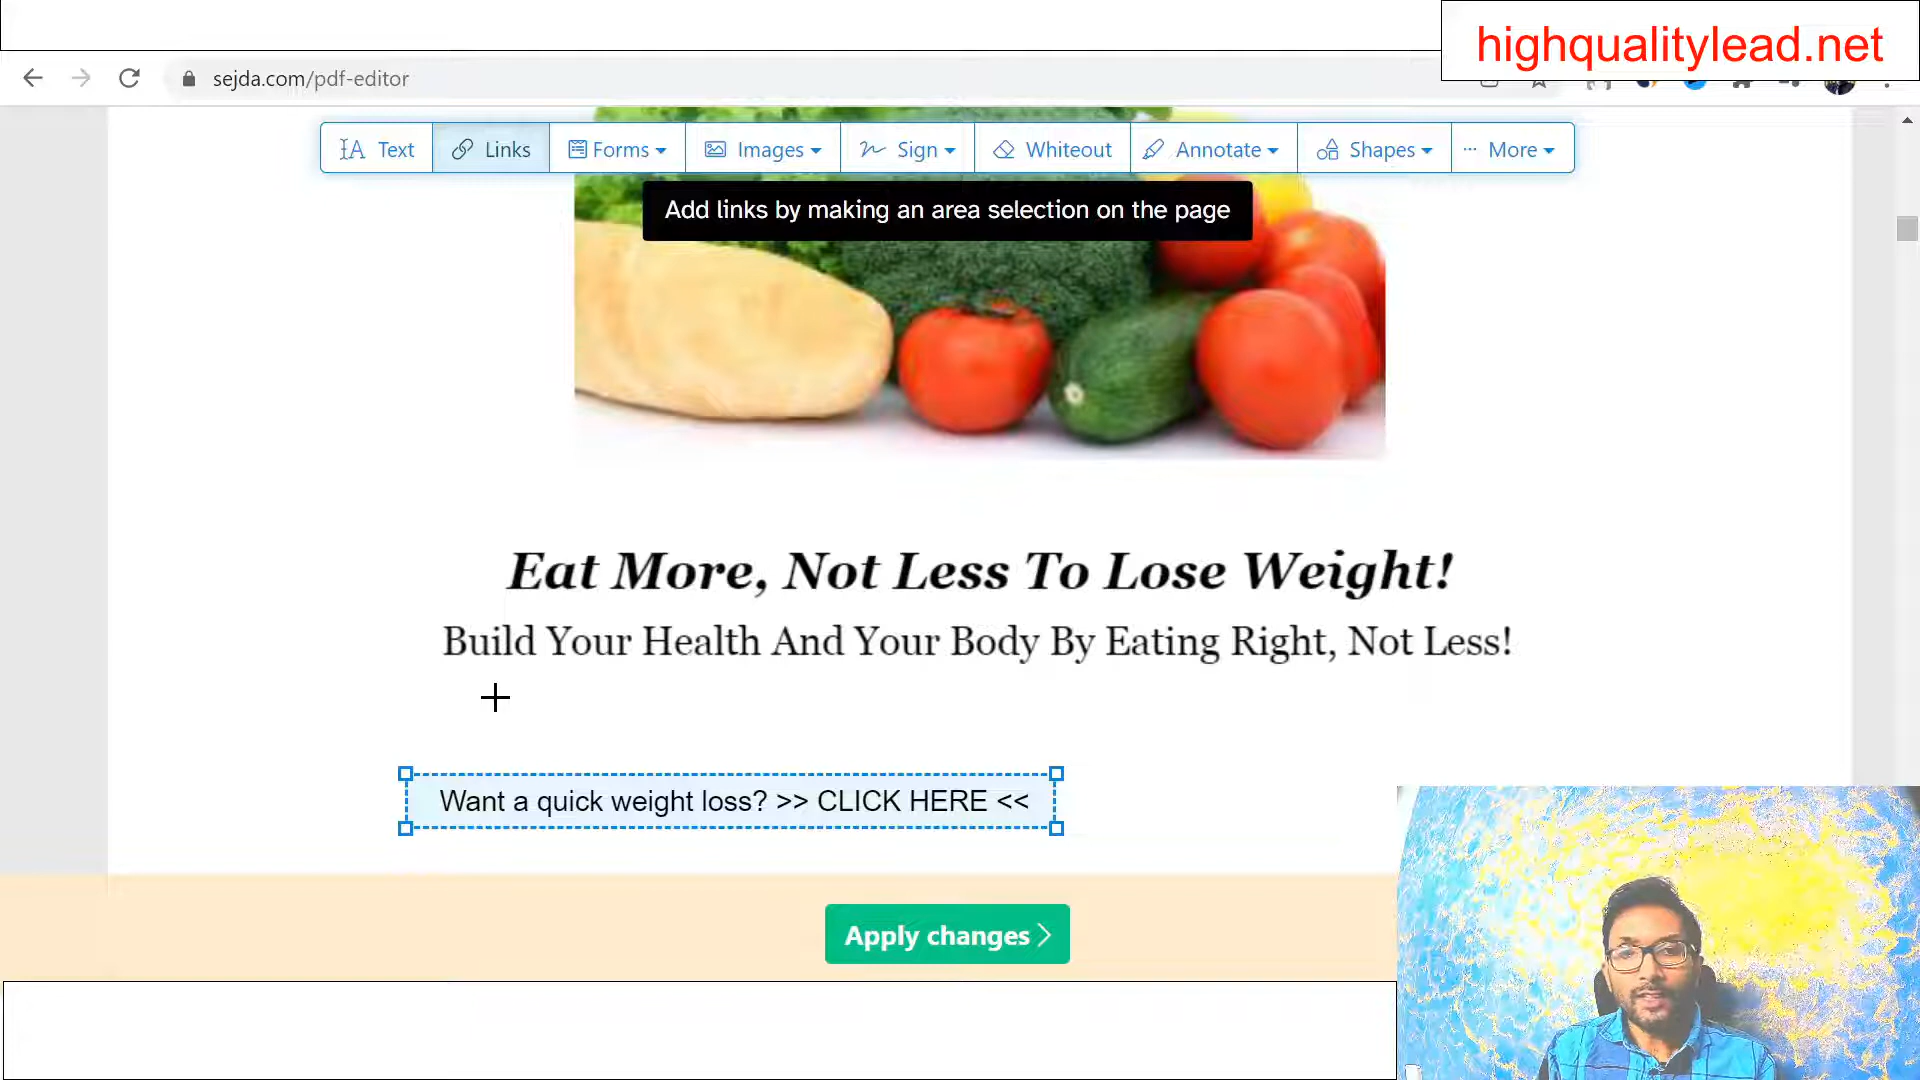 highqualitylead.net
sejda.com/pdf-editor
Text Links Forms Images Sign Whiteout Annotate Shapes ... More
Add links by making an area selection on the page
Eat More, Not Less To Lose Weight!
Build Your Health And Your Body By Eating Right, Not Less!
Want a quick weight loss? >> CLICK HERE <<
Apply changes